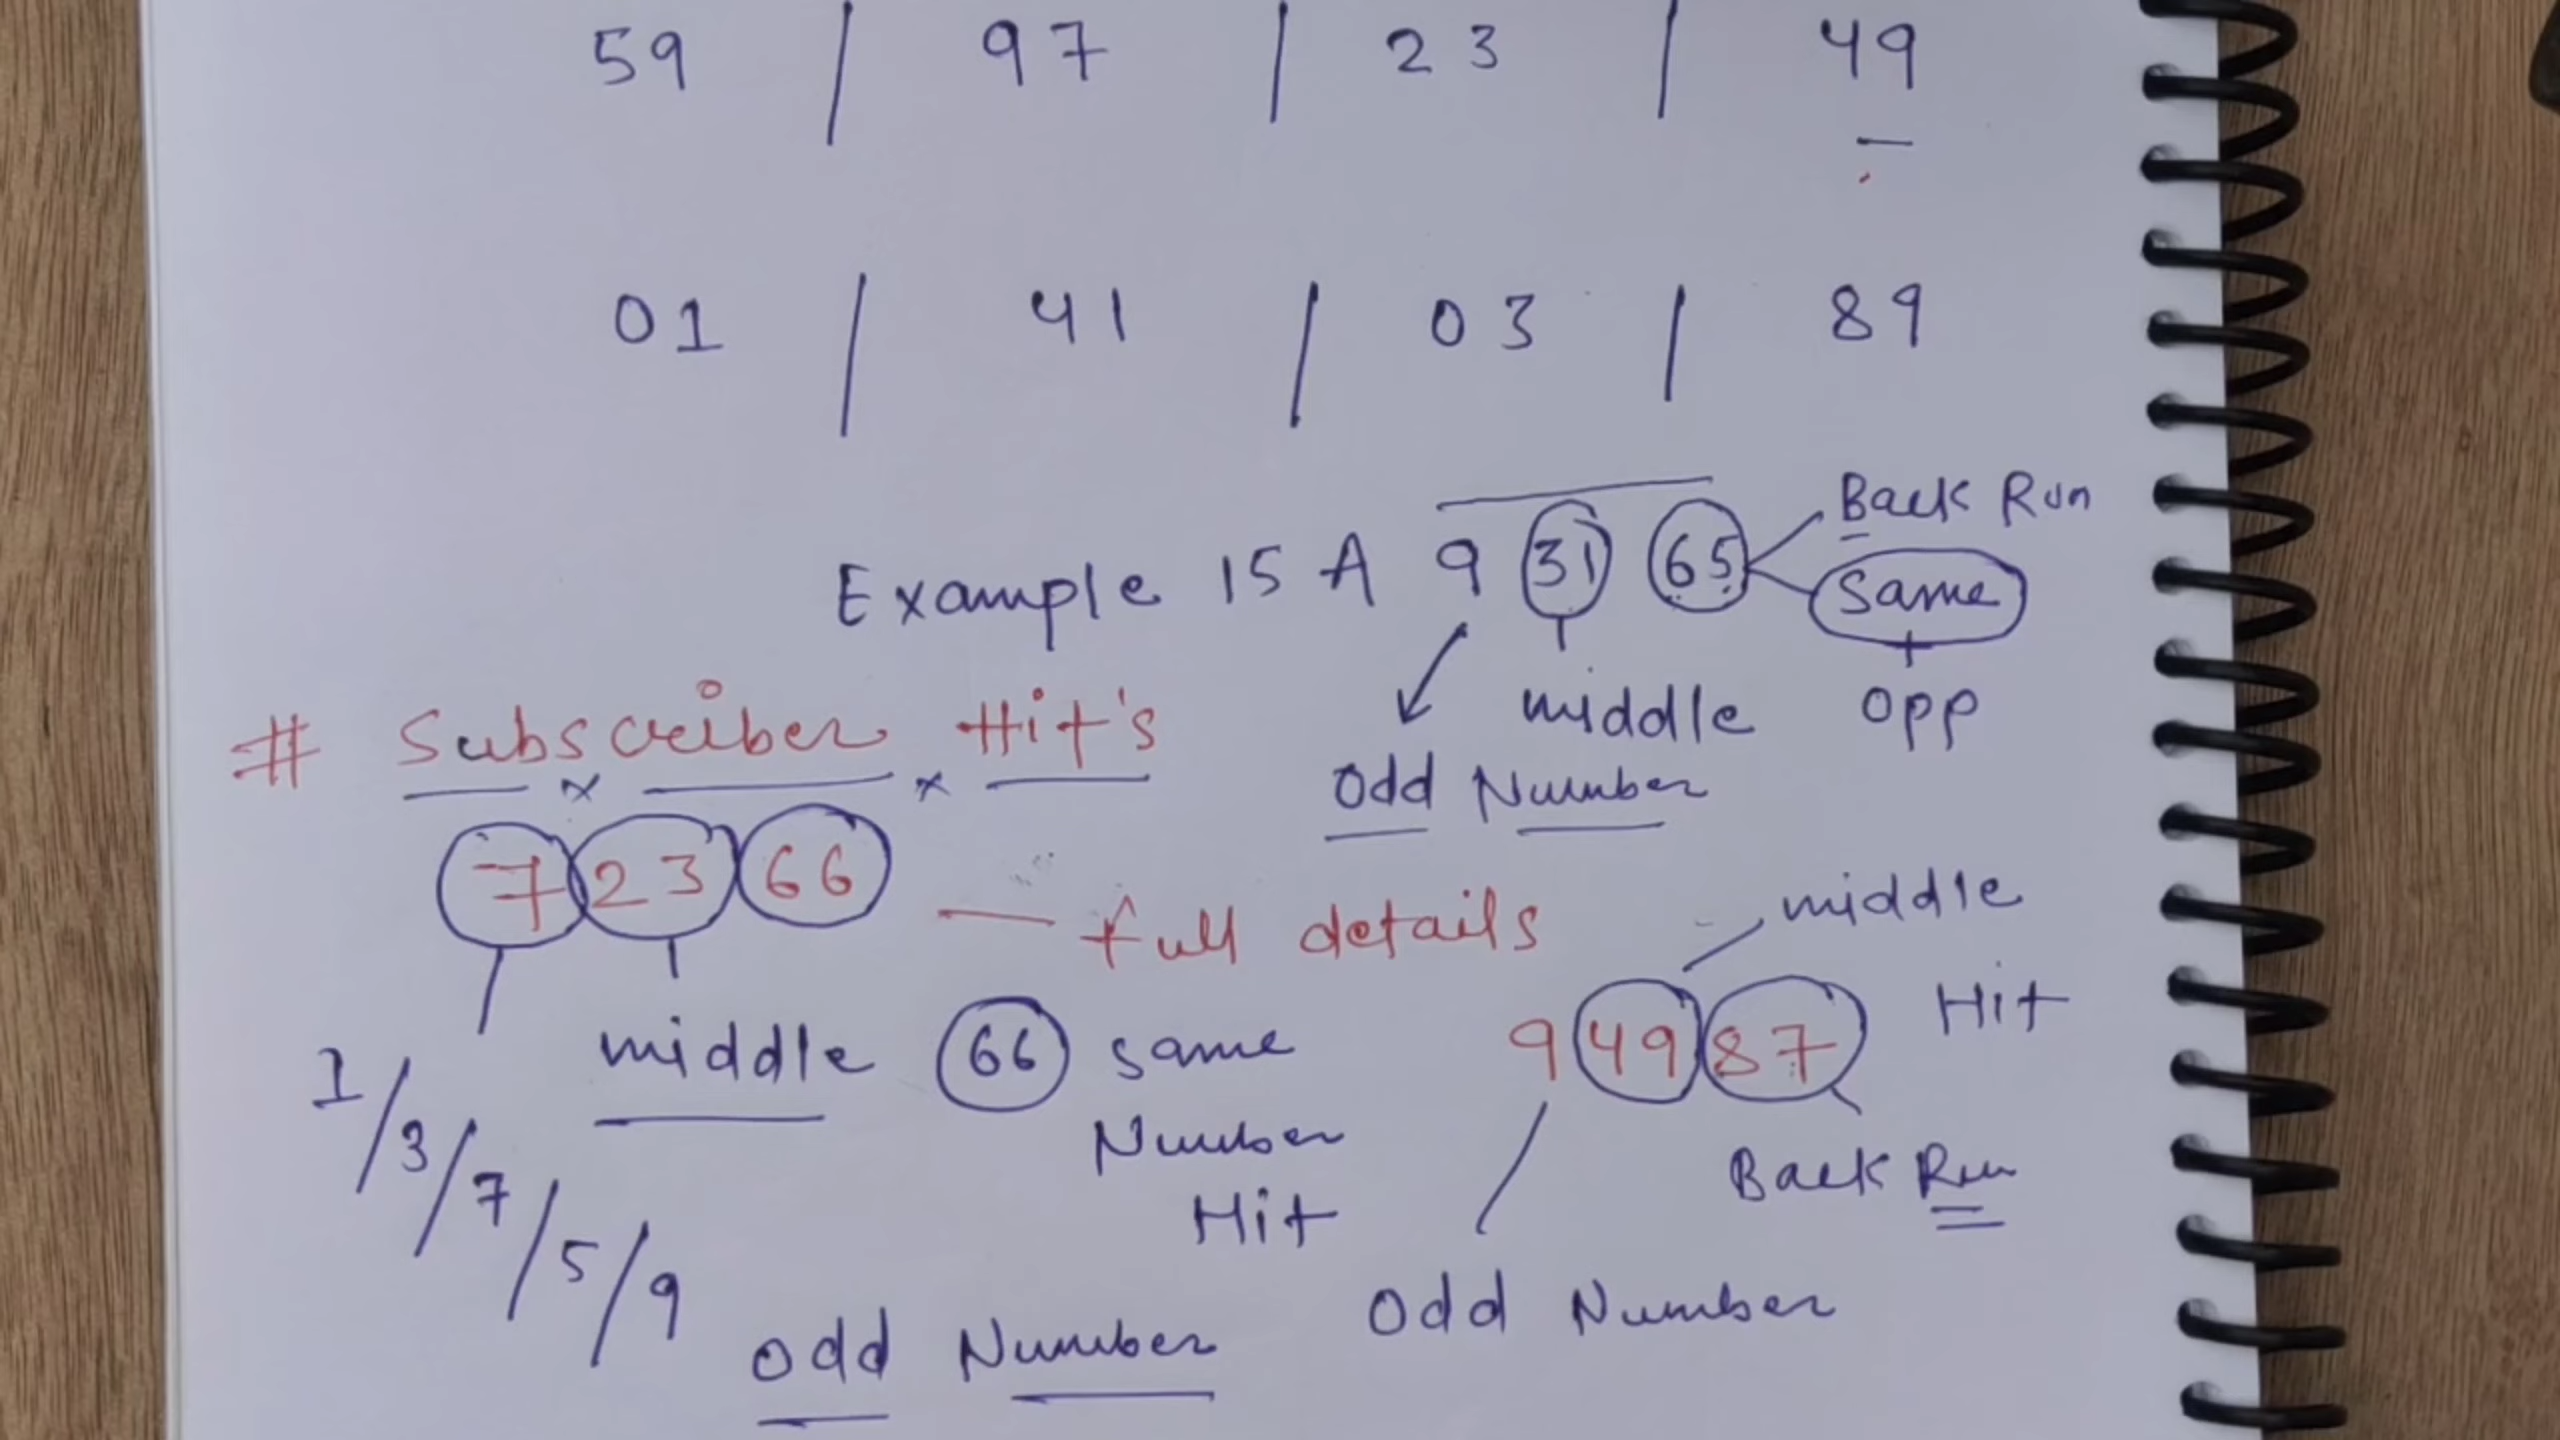 59 / 97 / 23 / 49
01 / 41 / 03 / 89
Back Run
Example 15 A 9 31 65
Same
middle opp
Odd Number
# Subscriber Hit's
7 23 66
full details
middle
Hit
9 49 87
Back Run
Odd Number
middle 66 same
Number
Hit
1/3/7/5/9
odd Number